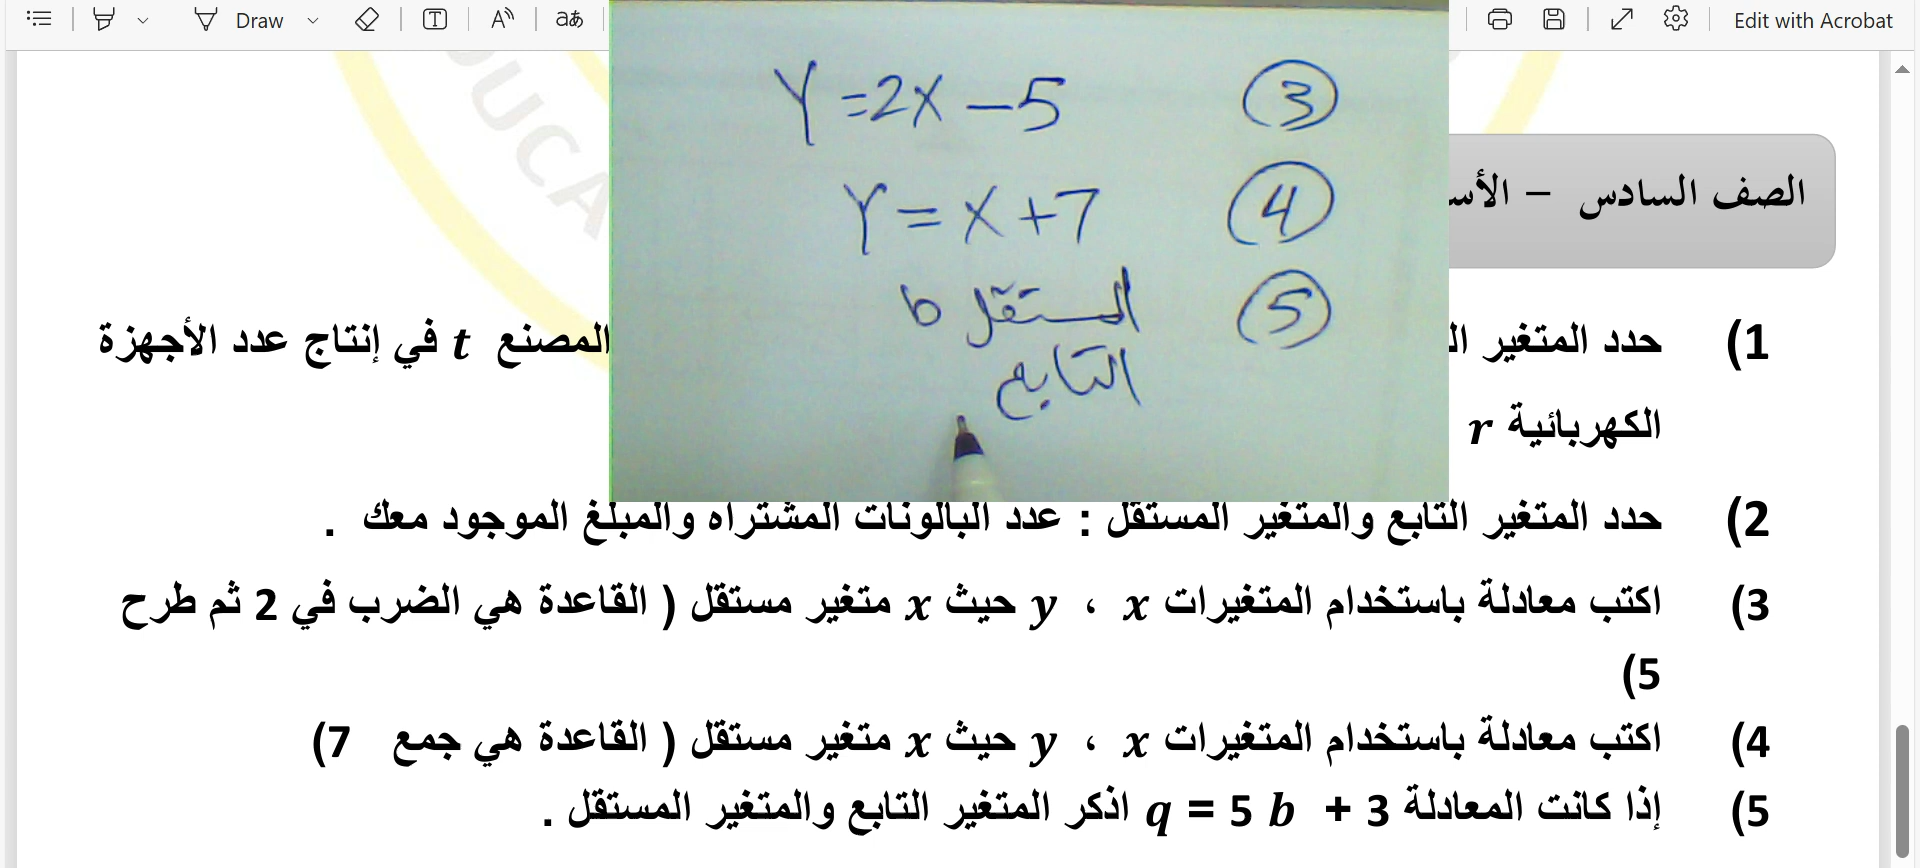 Draw
aあ
Edit with Acrobat
DUCA
Y=2X-5 ③
Y=X+7 ④
⑤ المستقل b
التابع
الصف السادس – الأس
1) حدد المتغير ال
المصنع t في إنتاج عدد الأجهزة
الكهربائية r
2) حدد المتغير التابع والمتغير المستقل : عدد البالونات المشتراه والمبلغ الموجود معك .
3) اكتب معادلة باستخدام المتغيرات x ، y حيث x متغير مستقل ( القاعدة هي الضرب في 2 ثم طرح
5)
4) اكتب معادلة باستخدام المتغيرات x ، y حيث x متغير مستقل ( القاعدة هي جمع 7)
5) إذا كانت المعادلة q = 5 b + 3 اذكر المتغير التابع والمتغير المستقل .